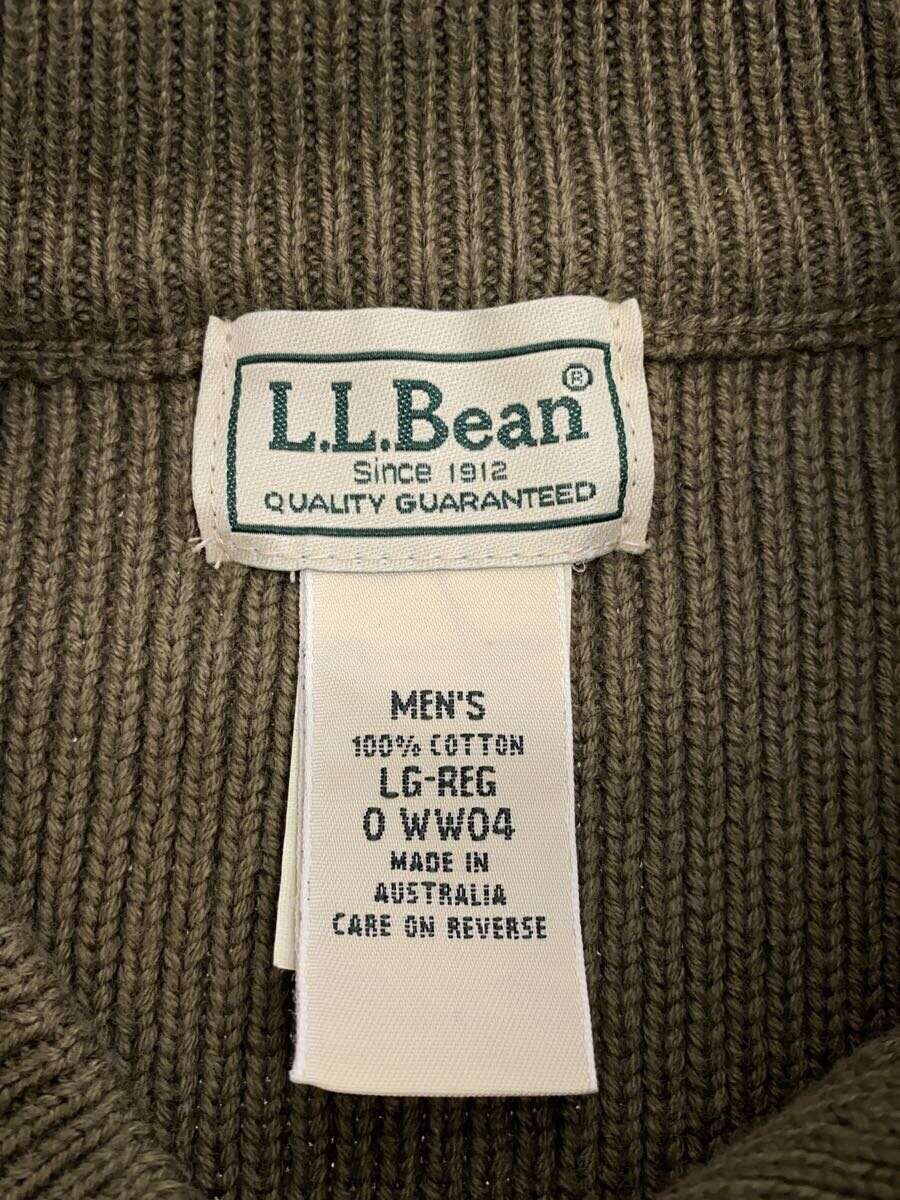 L.L.Bean®
Since 1912
QUALITY GUARANTEED
MEN'S
100% COTTON
LG-REG
0 WW04
MADE IN
AUSTRALIA
CARE ON REVERSE